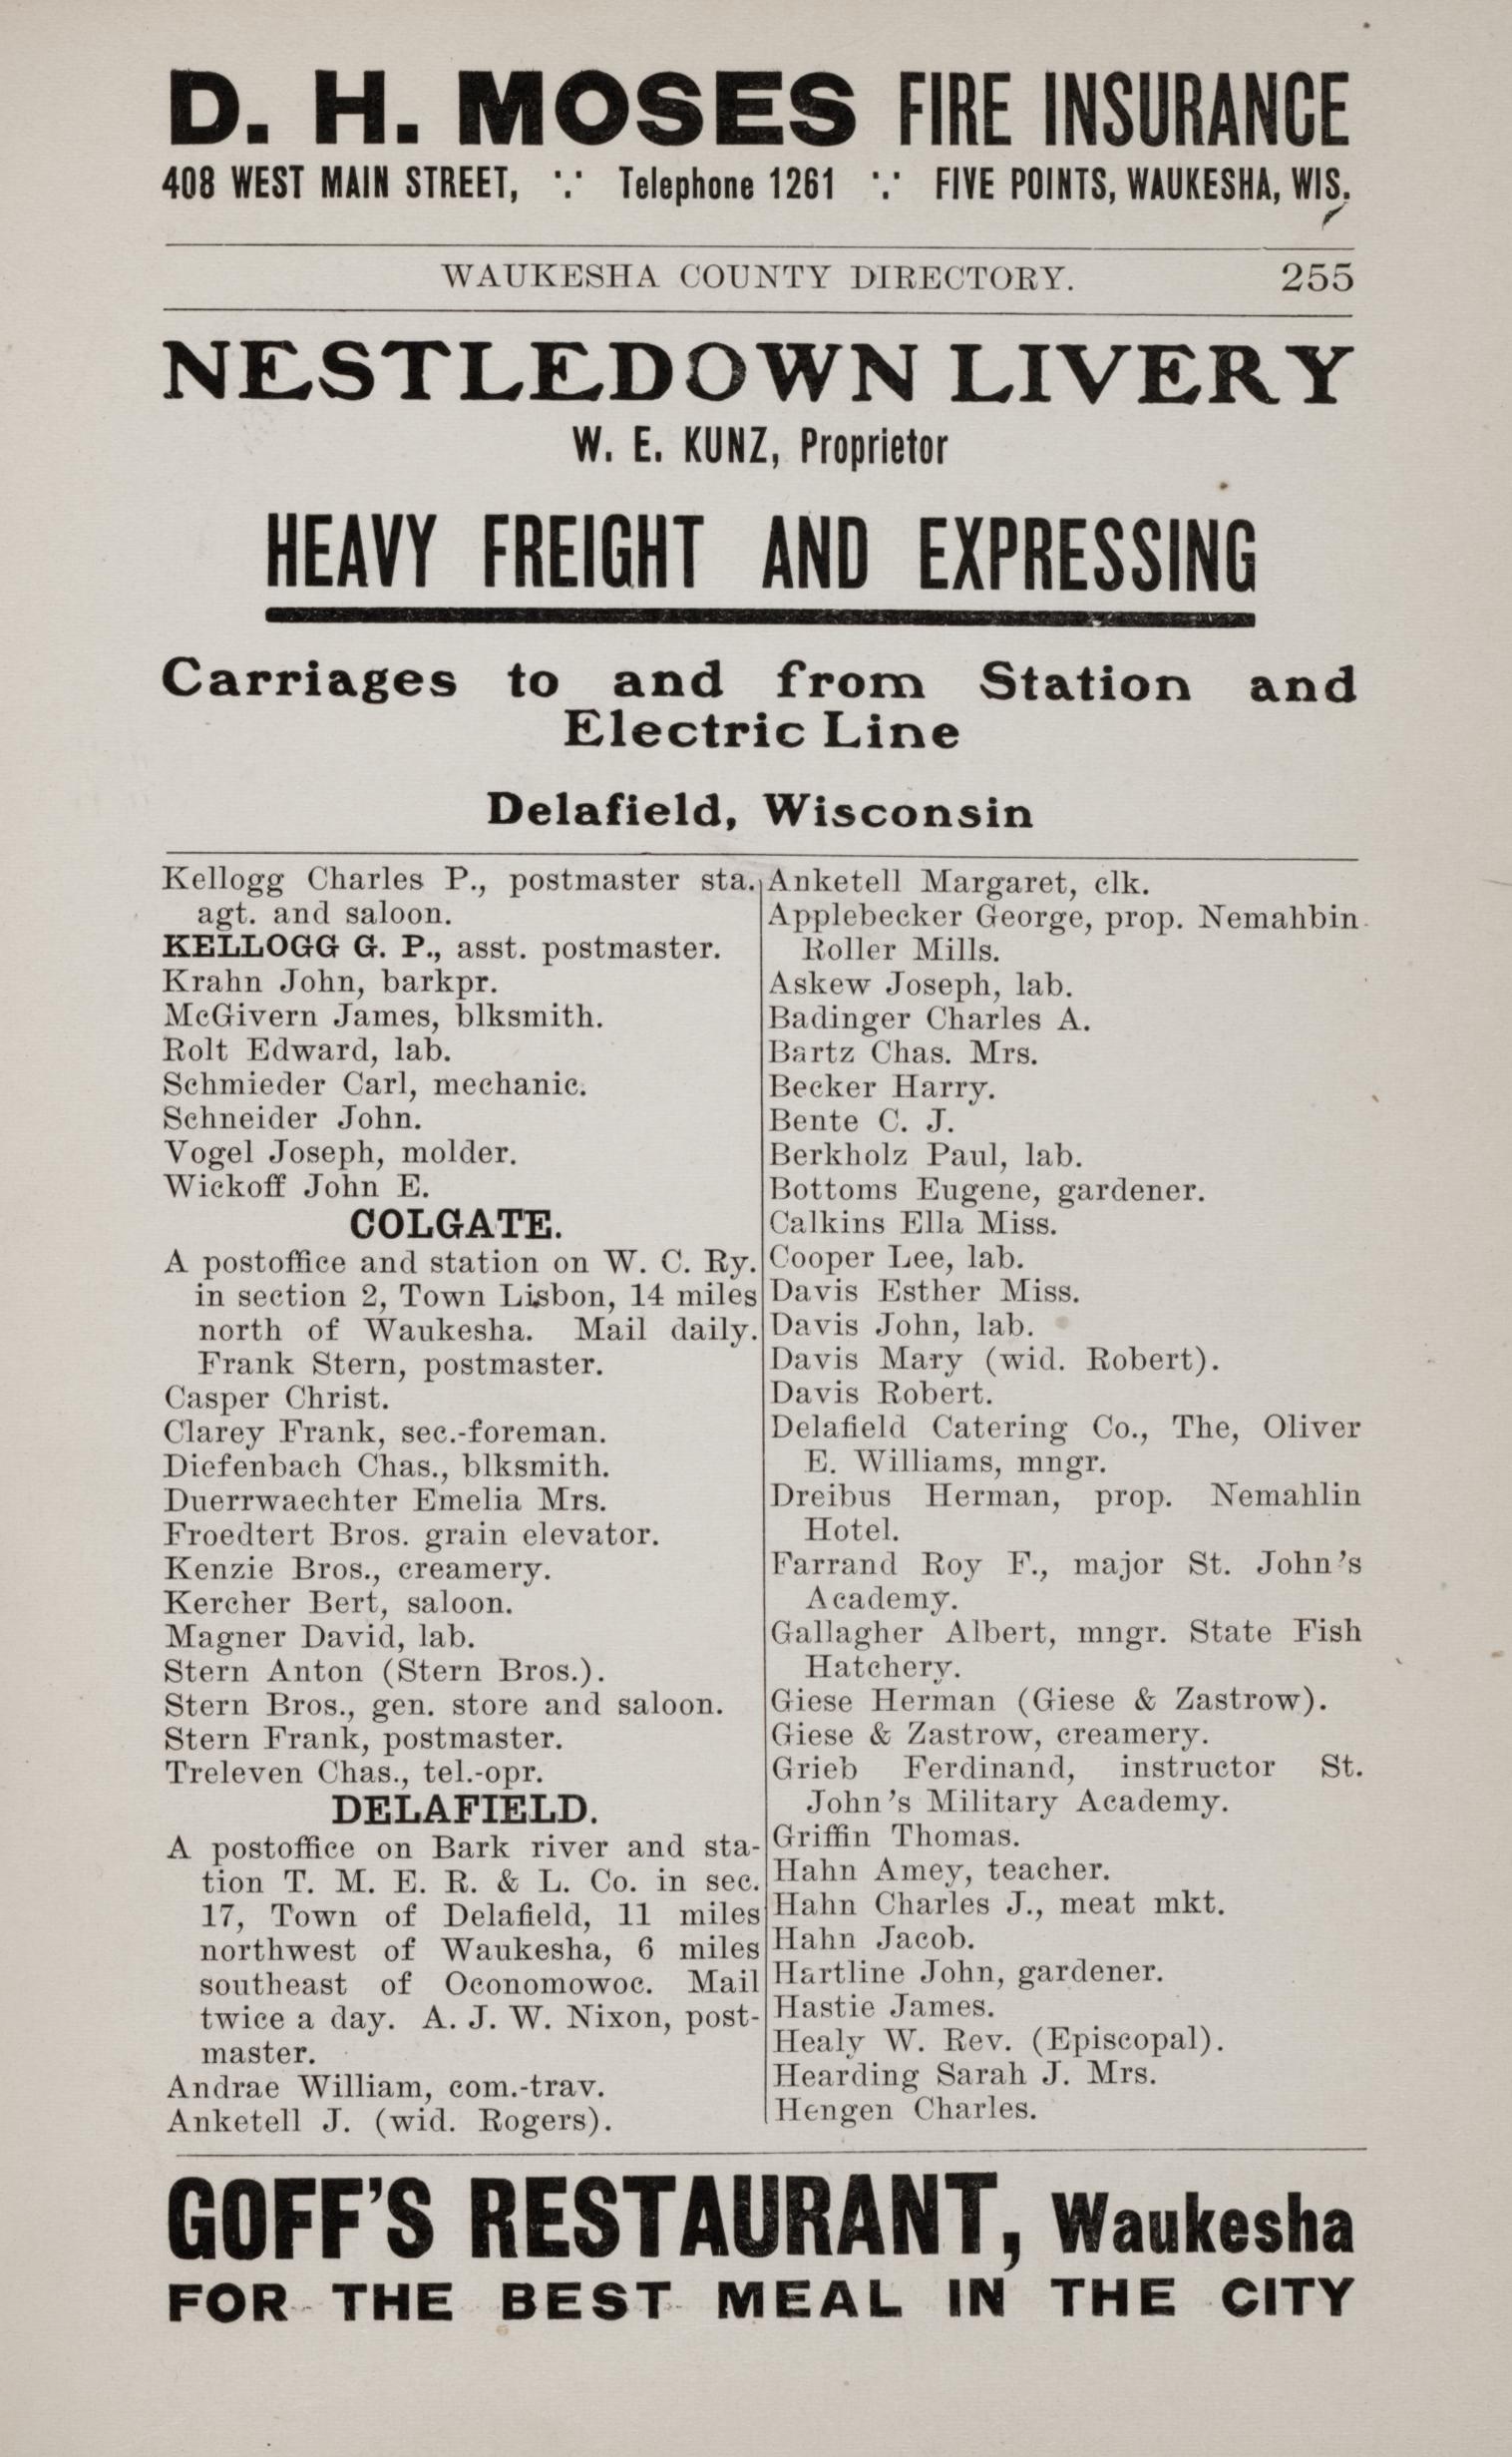 D. H. MOSES FIRE INSURANCE
408 WEST MAIN STREET, ∵ Telephone 1261 ∵ FIVE POINTS, WAUKESHA, WIS.
WAUKESHA COUNTY DIRECTORY. 255
NESTLEDOWN LIVERY
W. E. KUNZ, Proprietor
HEAVY FREIGHT AND EXPRESSING
Carriages to and from Station and
Electric Line
Delafield, Wisconsin
Kellogg Charles P., postmaster sta.
agt. and saloon.
KELLOGG G. P., asst. postmaster.
Krahn John, barkpr.
McGivern James, blksmith.
Rolt Edward, lab.
Schmieder Carl, mechanic.
Schneider John.
Vogel Joseph, molder.
Wickoff John E.
COLGATE.
A postoffice and station on W. C. Ry.
in section 2, Town Lisbon, 14 miles
north of Waukesha. Mail daily.
Frank Stern, postmaster.
Casper Christ.
Clarey Frank, sec.-foreman.
Diefenbach Chas., blksmith.
Duerrwaechter Emelia Mrs.
Froedtert Bros. grain elevator.
Kenzie Bros., creamery.
Kercher Bert, saloon.
Magner David, lab.
Stern Anton (Stern Bros.).
Stern Bros., gen. store and saloon.
Stern Frank, postmaster.
Treleven Chas., tel.-opr.
DELAFIELD.
A postoffice on Bark river and sta-
tion T. M. E. R. & L. Co. in sec.
17, Town of Delafield, 11 miles
northwest of Waukesha, 6 miles
southeast of Oconomowoc. Mail
twice a day. A. J. W. Nixon, post-
master.
Andrae William, com.-trav.
Anketell J. (wid. Rogers).
Anketell Margaret, clk.
Applebecker George, prop. Nemahbin
Roller Mills.
Askew Joseph, lab.
Badinger Charles A.
Bartz Chas. Mrs.
Becker Harry.
Bente C. J.
Berkholz Paul, lab.
Bottoms Eugene, gardener.
Calkins Ella Miss.
Cooper Lee, lab.
Davis Esther Miss.
Davis John, lab.
Davis Mary (wid. Robert).
Davis Robert.
Delafield Catering Co., The, Oliver
E. Williams, mngr.
Dreibus Herman, prop. Nemahlin
Hotel.
Farrand Roy F., major St. John's
Academy.
Gallagher Albert, mngr. State Fish
Hatchery.
Giese Herman (Giese & Zastrow).
Giese & Zastrow, creamery.
Grieb Ferdinand, instructor St.
John's Military Academy.
Griffin Thomas.
Hahn Amey, teacher.
Hahn Charles J., meat mkt.
Hahn Jacob.
Hartline John, gardener.
Hastie James.
Healy W. Rev. (Episcopal).
Hearding Sarah J. Mrs.
Hengen Charles.
GOFF'S RESTAURANT, Waukesha
FOR THE BEST MEAL IN THE CITY